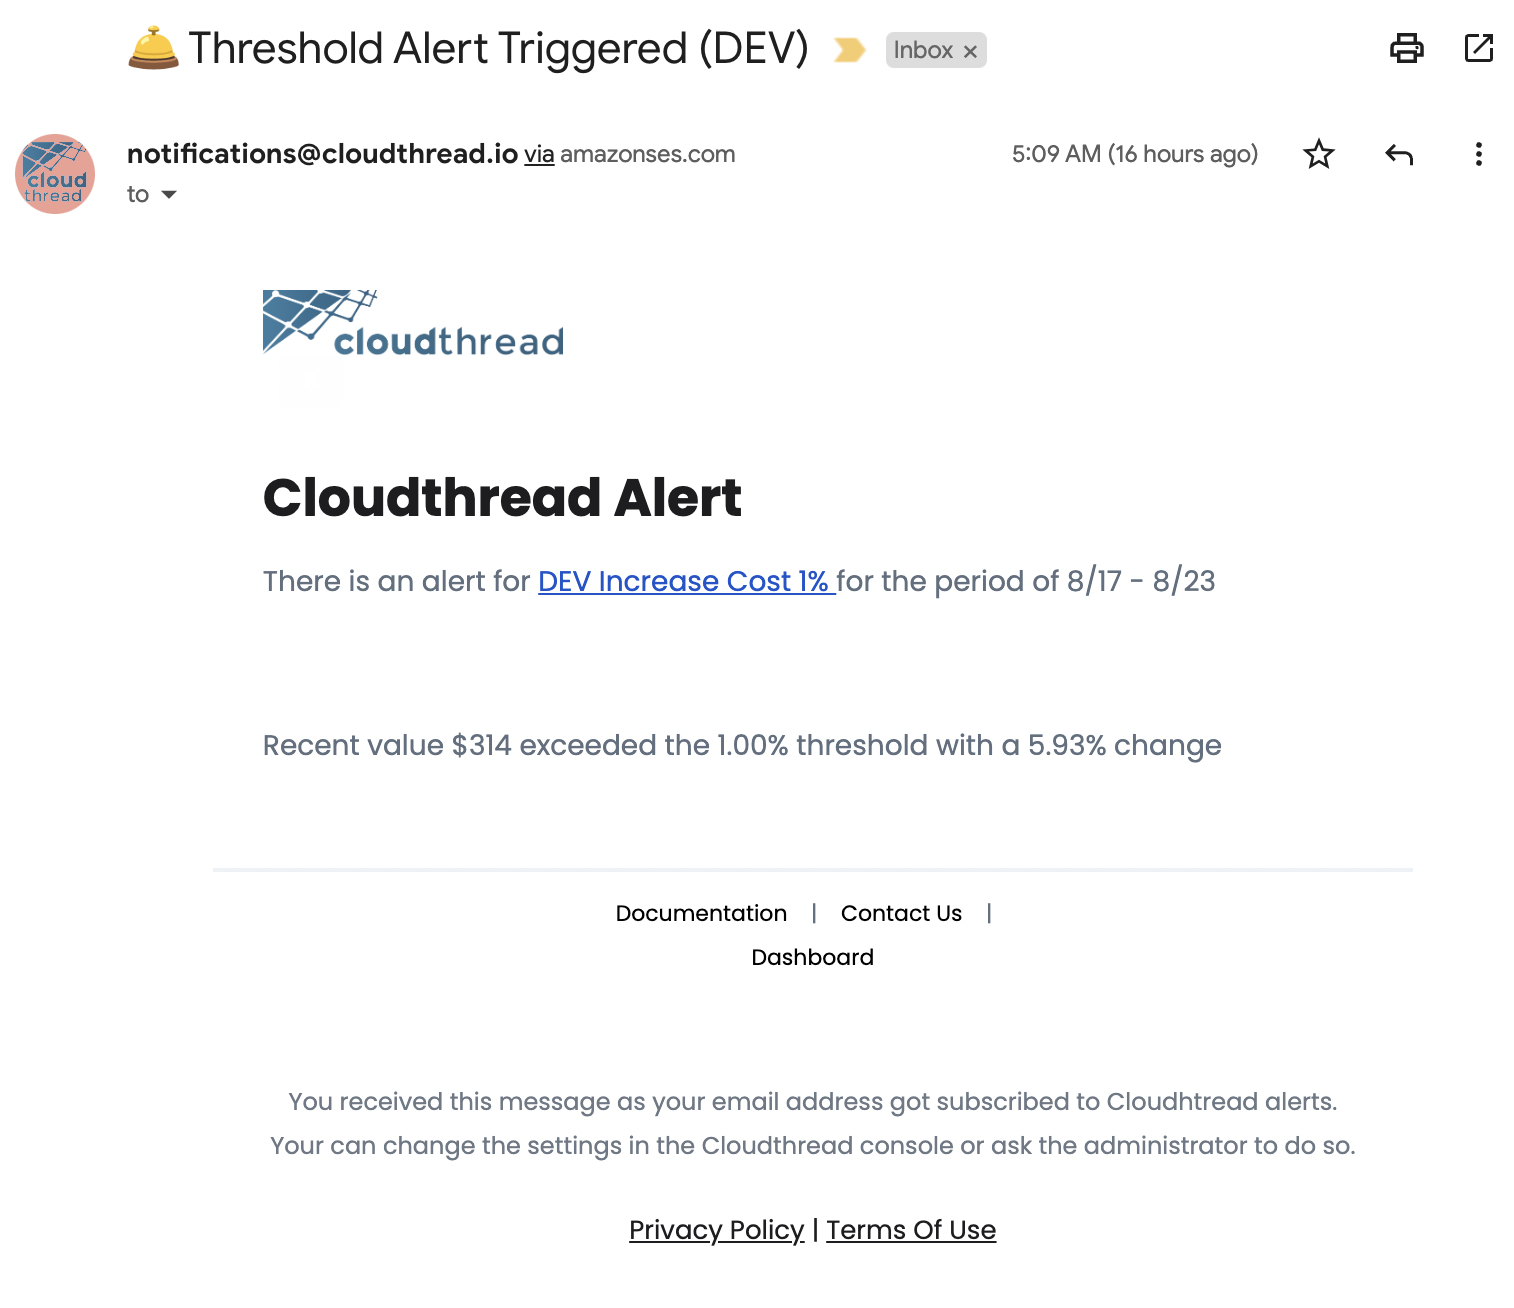 Threshold Alert Triggered (DEV) Inbox ×
cloud
thread
notifications@cloudthread.io via amazonses.com 5:09 AM (16 hours ago)
to
cloudthread
Cloudthread Alert
There is an alert for DEV Increase Cost 1% for the period of 8/17 - 8/23
Recent value $314 exceeded the 1.00% threshold with a 5.93% change
Documentation | Contact Us |
Dashboard
You received this message as your email address got subscribed to Cloudhtread alerts.
Your can change the settings in the Cloudthread console or ask the administrator to do so.
Privacy Policy | Terms Of Use